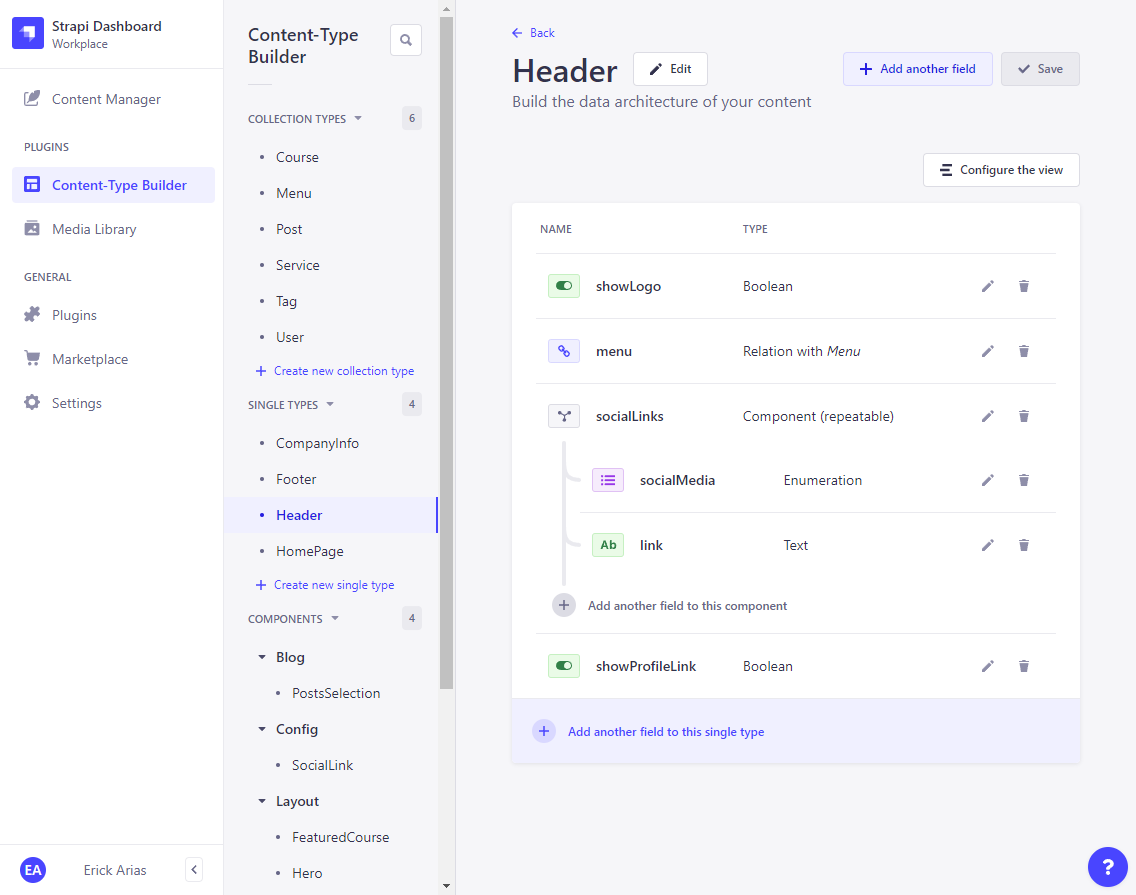 Strapi Dashboard
Workplace
Content Manager
PLUGINS
Content-Type Builder
Media Library
GENERAL
Plugins
Marketplace
Settings
EA
Erick Arias
Content-Type
Builder
COLLECTION TYPES 6
Course
Menu
Post
Service
Tag
User
Create new collection type
SINGLE TYPES 4
CompanyInfo
Footer
Header
HomePage
Create new single type
COMPONENTS 4
Blog
PostsSelection
Config
SocialLink
Layout
FeaturedCourse
Hero
Back
Header Edit Add another field Save
Build the data architecture of your content
Configure the view
NAME TYPE
showLogo Boolean
menu Relation with Menu
socialLinks Component (repeatable)
socialMedia Enumeration
Ab link Text
Add another field to this component
showProfileLink Boolean
Add another field to this single type
?